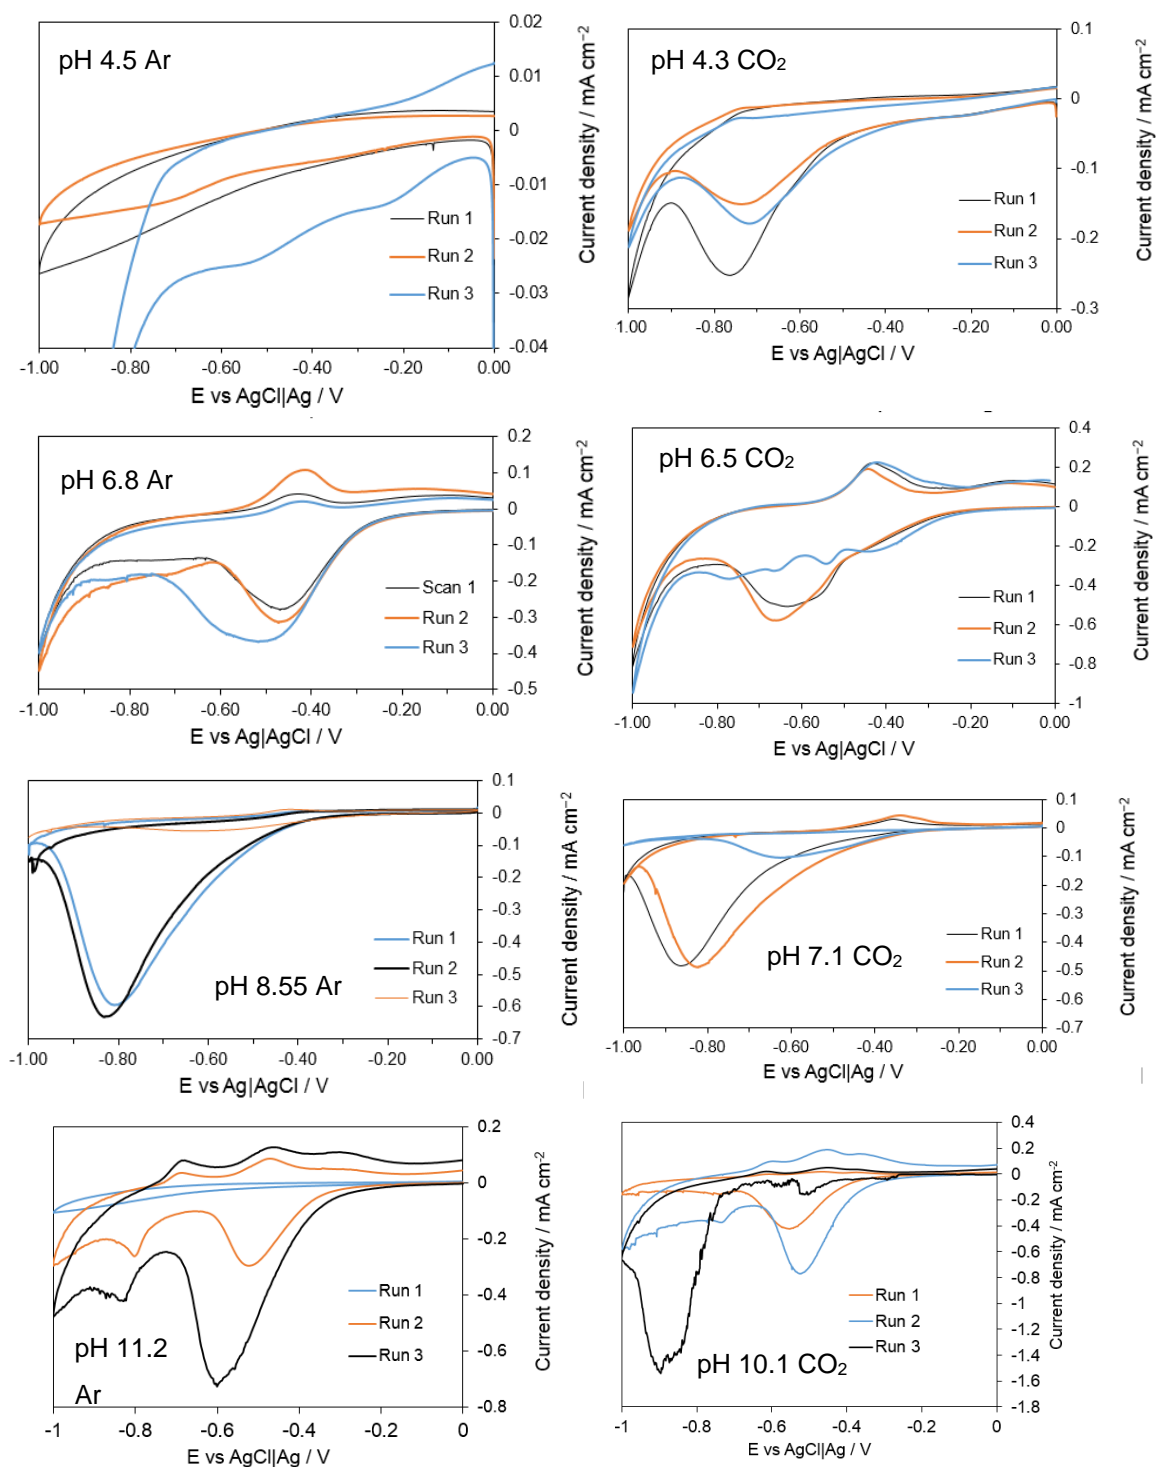 pH 4.5 Ar
0.02
0.01
0
-0.01
-0.02
-0.03
-0.04
Current density / mA cm⁻²
Run 1
Run 2
Run 3
-1.00
-0.80
-0.60
-0.40
-0.20
0.00
E vs AgCl|Ag / V
pH 4.3 CO₂
0.1
0
-0.1
-0.2
-0.3
Current density / mA cm⁻²
Run 1
Run 2
Run 3
1.00
-0.80
-0.60
-0.40
-0.20
0.00
E vs Ag|AgCl / V
pH 6.8 Ar
0.2
0.1
0
-0.1
-0.2
-0.3
-0.4
-0.5
Current density / mA cm⁻²
Scan 1
Run 2
Run 3
-1.00
-0.80
-0.60
-0.40
-0.20
0.00
E vs Ag|AgCl / V
pH 6.5 CO₂
0.4
0.2
0
-0.2
-0.4
-0.6
-0.8
-1
Current density / mA cm⁻²
Run 1
Run 2
Run 3
-1.00
-0.80
-0.60
-0.40
-0.20
0.00
E vs Ag|AgCl / V
0.1
0
-0.1
-0.2
-0.3
-0.4
-0.5
-0.6
-0.7
Current density / mA cm⁻²
Run 1
Run 2
Run 3
pH 8.55 Ar
-1.00
-0.80
-0.60
-0.40
-0.20
0.00
E vs Ag|AgCl / V
0.1
0
-0.1
-0.2
-0.3
-0.4
-0.5
-0.6
-0.7
Current density / mA cm⁻²
Run 1
Run 2
Run 3
pH 7.1 CO₂
-1.00
-0.80
-0.60
-0.40
-0.20
0.00
E vs AgCl|Ag / V
0.2
0
-0.2
-0.4
-0.6
-0.8
Current density / mA cm⁻²
Run 1
Run 2
Run 3
pH 11.2
Ar
-1
-0.8
-0.6
-0.4
-0.2
0
E vs AgCl|Ag / V
0.4
0.2
0
-0.2
-0.4
-0.6
-0.8
-1
-1.2
-1.4
-1.6
-1.8
Current density / mA cm⁻²
Run 1
Run 2
Run 3
pH 10.1 CO₂
-1
-0.8
-0.6
-0.4
-0.2
0
E vs AgCl|Ag / V